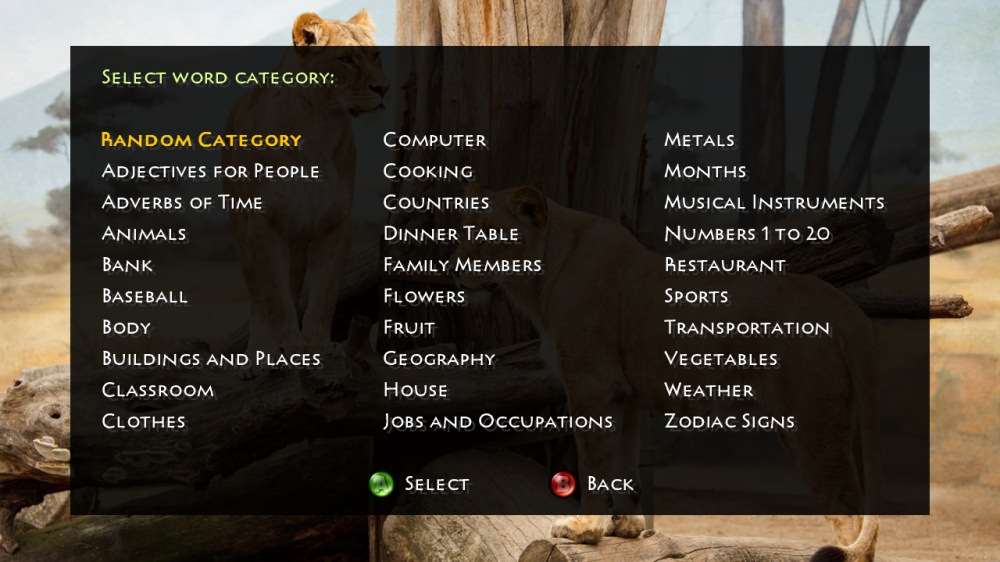 Select word category:
Random Category
Adjectives for People
Adverbs of Time
Animals
Bank
Baseball
Body
Buildings and Places
Classroom
Clothes
Computer
Cooking
Countries
Dinner Table
Family Members
Flowers
Fruit
Geography
House
Jobs and Occupations
Metals
Months
Musical Instruments
Numbers 1 to 20
Restaurant
Sports
Transportation
Vegetables
Weather
Zodiac Signs
A Select
B Back